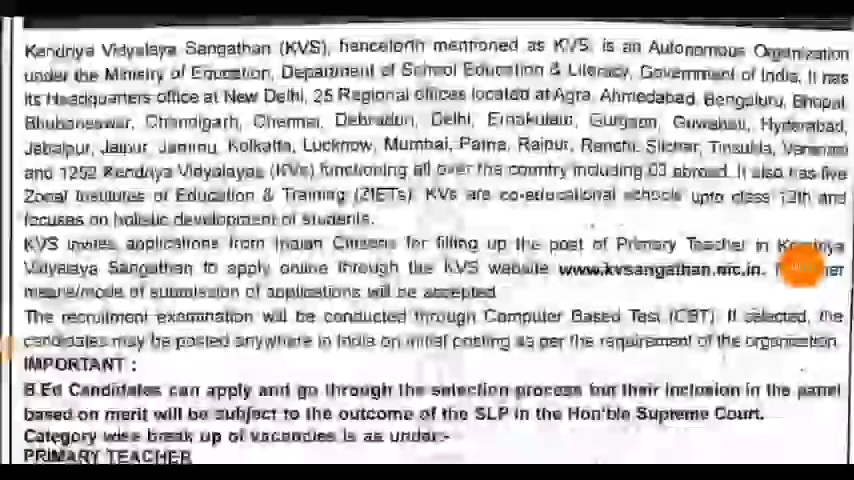 Kendriya Vidyalaya Sangathan (KVS), henceforth mentioned as KVS, is an Autonomous Organization
under the Ministry of Education, Department of School Education & Literacy, Government of India. It has
its Headquarters office at New Delhi, 25 Regional offices located at Agra, Ahmedabad, Bengaluru, Bhopal,
Bhubaneswar, Chandigarh, Chennai, Dehradun, Delhi, Ernakulam, Gurgaon, Guwahati, Hyderabad,
Jabalpur, Jaipur, Jammu, Kolkatta, Lucknow, Mumbai, Patna, Raipur, Ranchi, Silchar, Tinsukia, Varanasi
and 1252 Kendriya Vidyalayas (KVs) functioning all over the country including 03 abroad. It also has five
Zonal Institutes of Education & Training (ZIETs). KVs are co-educational schools upto class 12th and
focuses on holistic development of students.
KVS invites applications from Indian Citizens for filling up the post of Primary Teacher in Kendriya
Vidyalaya Sangathan to apply online through the KVS website www.kvsangathan.nic.in.
means/mode of submission of applications will be accepted
The recruitment examination will be conducted through Computer Based Test (CBT). If selected, the
candidates may be posted anywhere in India on initial posting as per the requirement of the organization.
IMPORTANT :
B.Ed Candidates can apply and go through the selection process but their inclusion in the panel
based on merit will be subject to the outcome of the SLP in the Hon'ble Supreme Court.
Category wise break up of vacancies is as under:-
PRIMARY TEACHER